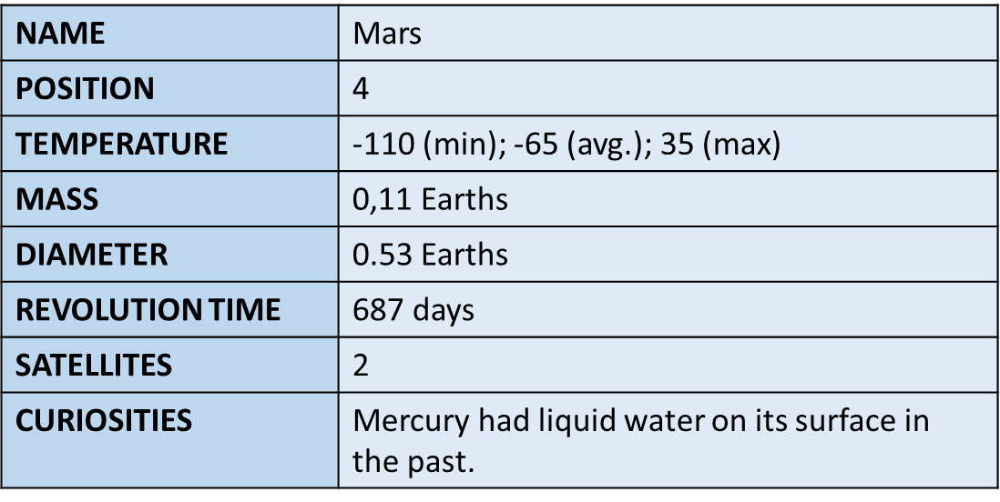 NAME Mars
POSITION 4
TEMPERATURE -110 (min); -65 (avg.); 35 (max)
MASS 0,11 Earths
DIAMETER 0.53 Earths
REVOLUTION TIME 687 days
SATELLITES 2
CURIOSITIES Mercury had liquid water on its surface in
the past.